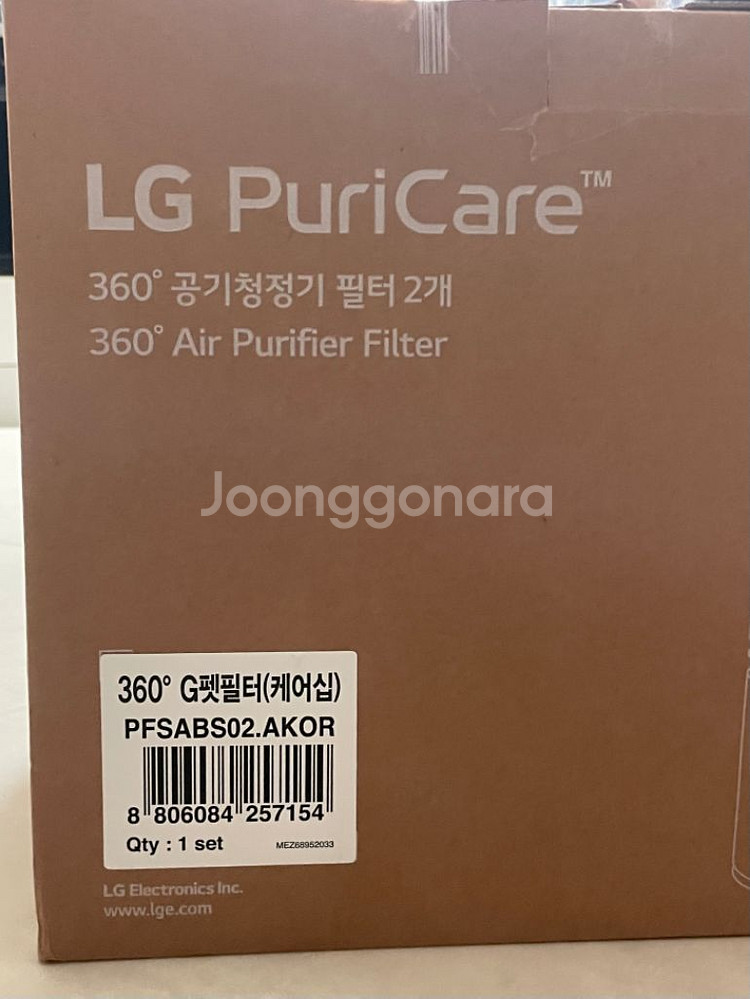 LG PuriCare™
360° 공기청정기 필터 2개
360° Air Purifier Filter
Joonggonara
360° G펫필터(케어십)
PFSABS02.AKOR
8 806084 257154
Qty : 1 set
MEZ68952033
LG Electronics Inc.
www.lge.com